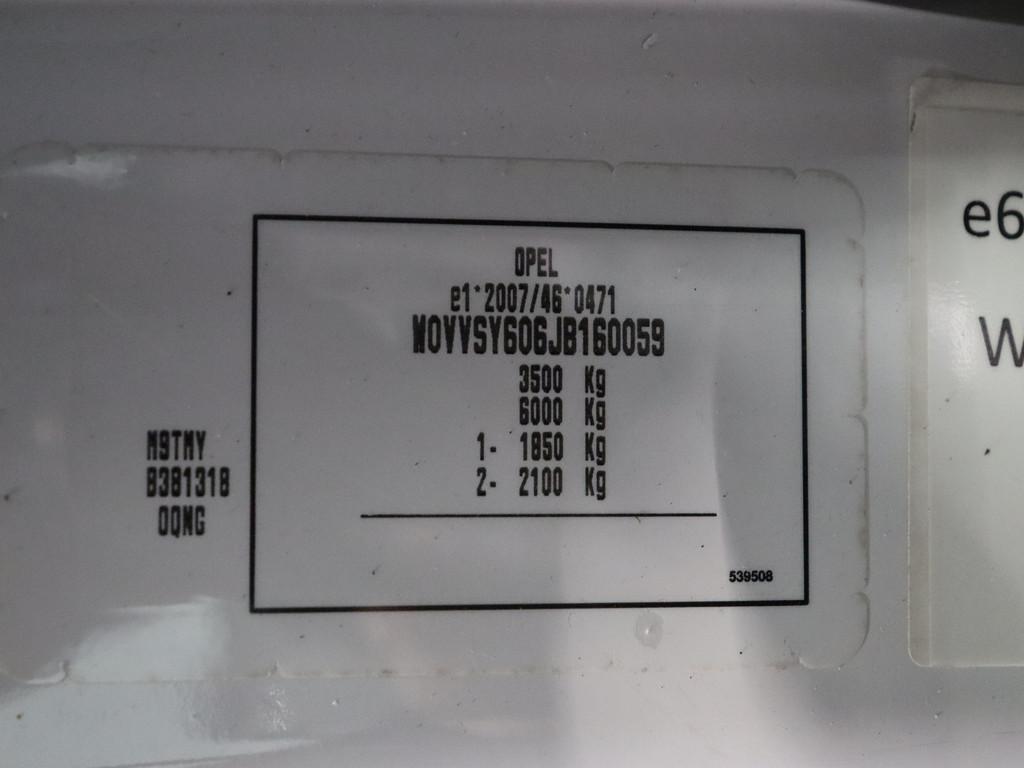 OPEL
e1*2007/46*0471
W0VVSY606JB160059
3500 Kg
6000 Kg
1- 1850 Kg
2- 2100 Kg
539508
M9TMY
B381318
0QMG
e6
W